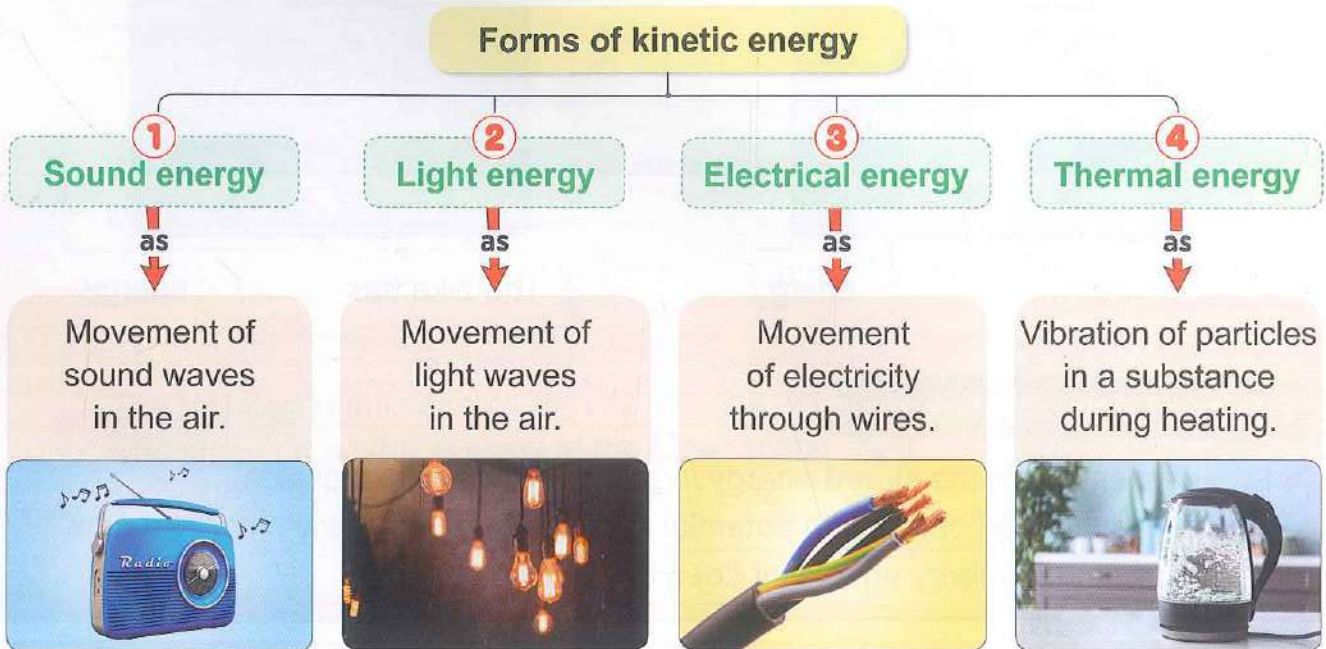 Forms of kinetic energy
1
Sound energy
as
Movement of
sound waves
in the air.
Radio
2
Light energy
as
Movement of
light waves
in the air.
3
Electrical energy
as
Movement
of electricity
through wires.
4
Thermal energy
as
Vibration of particles
in a substance
during heating.